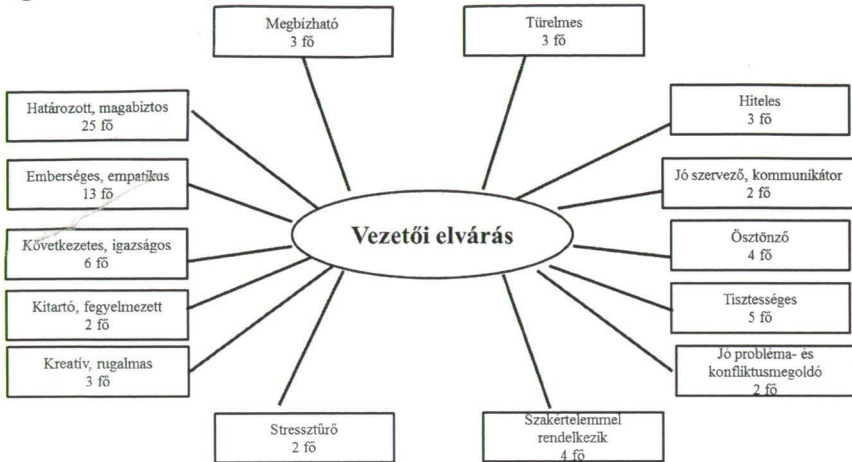 Megbízható
3 fő
Türelmes
3 fő
Határozott, magabiztos
25 fő
Hiteles
3 fő
Emberséges, empatikus
13 fő
Jó szervező, kommunikátor
2 fő
Vezetői elvárás
Következetes, igazságos
6 fő
Ösztönző
4 fő
Kitartó, fegyelmezett
2 fő
Tisztességes
5 fő
Kreatív, rugalmas
3 fő
Jó probléma- és
konfliktusmegoldó
2 fő
Stressztűrő
2 fő
Szakértelemmel
rendelkezik
4 fő